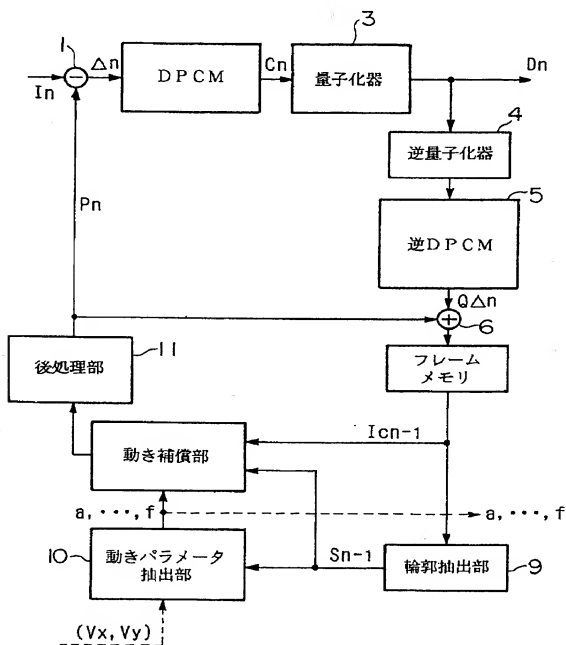 1
In
Δn
DPCM
Cn
3
量子化器
Dn
4
逆量子化器
5
逆DPCM
Pn
QΔn
6
フレーム
メモリ
11
後処理部
Icn-1
動き補償部
a,···,f
a,···,f
10
動きパラメータ
抽出部
Sn-1
輪郭抽出部
9
(Vx,Vy)